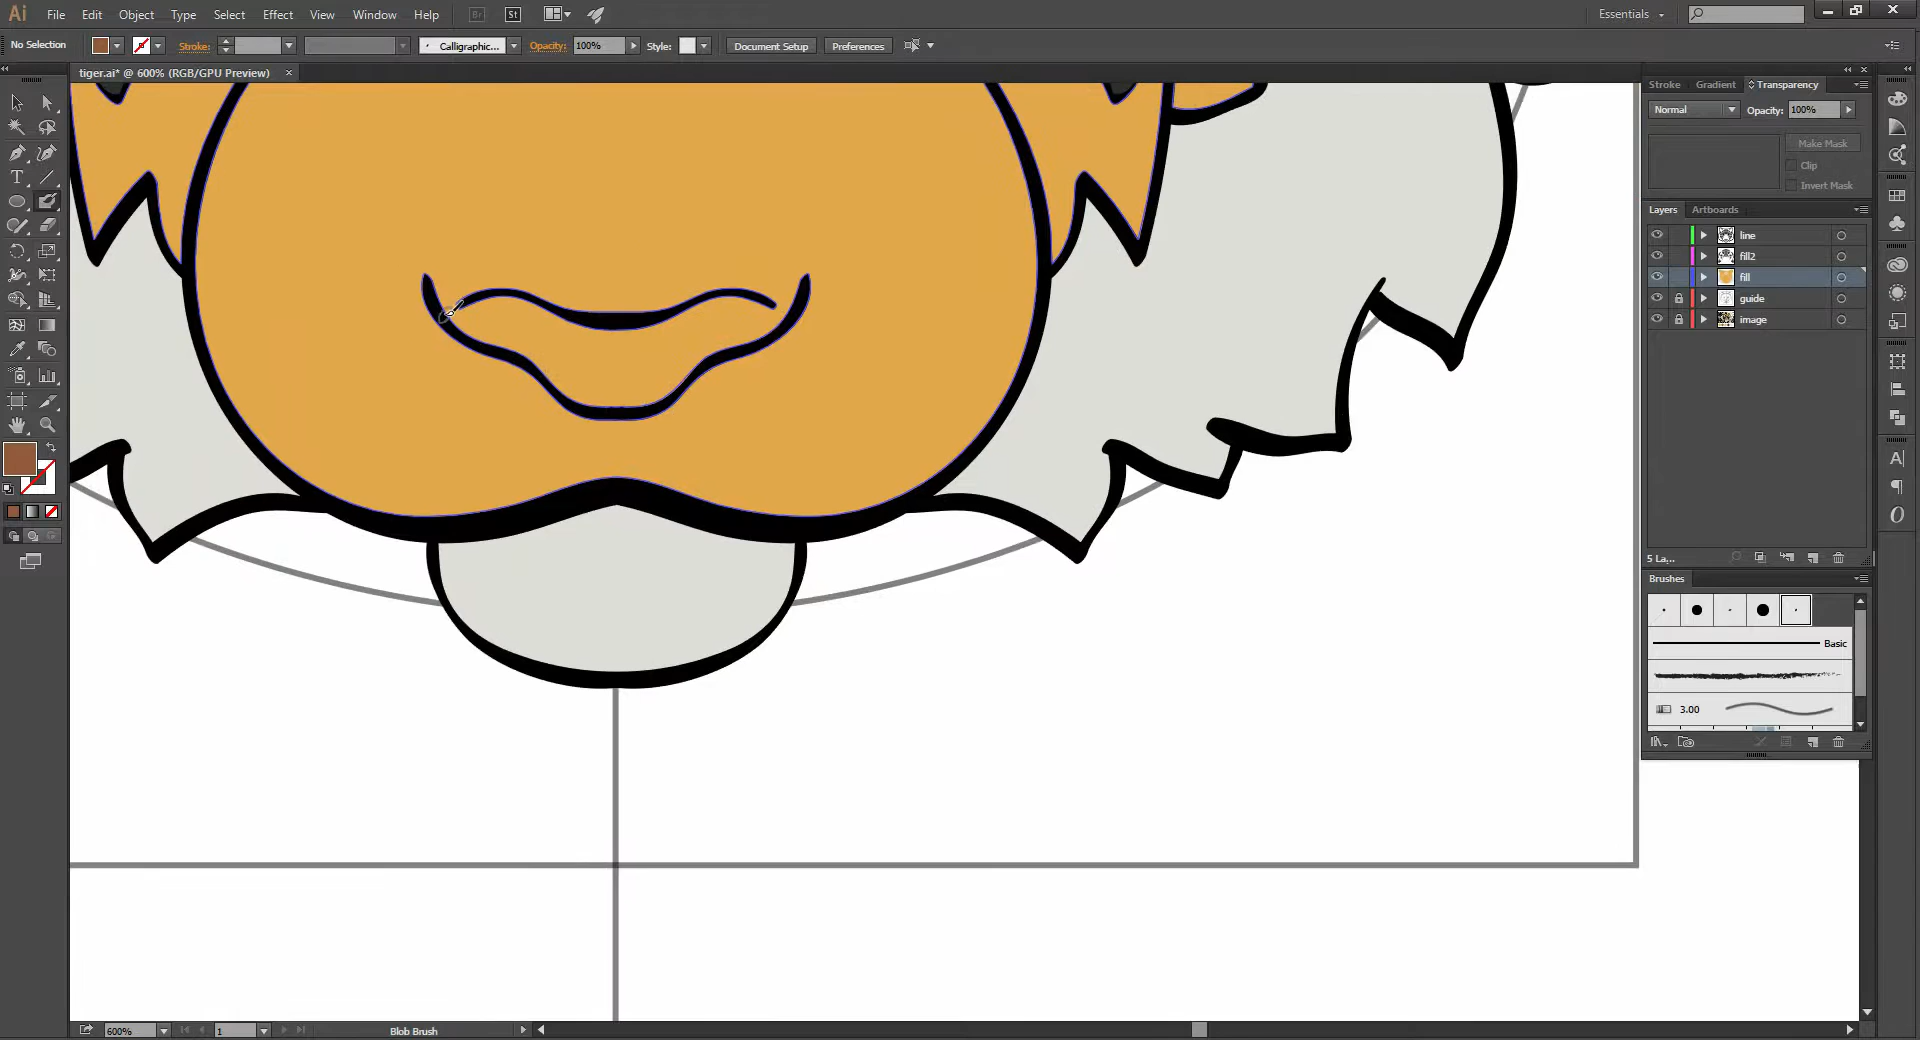 Ai File Edit Object Type Select Effect View Window Help Br St Essentials
No Selection Stroke: Calligraphic... Opacity: 100% Style: Document Setup Preferences
tiger.ai* @ 600% (RGB/GPU Preview)
Stroke Gradient Transparency
Normal Opacity: 100%
Make Mask
Clip
Invert Mask
Layers Artboards
line
fill2
fill
guide
image
5 La...
Brushes
Basic
3.00
600% 1 Blob Brush